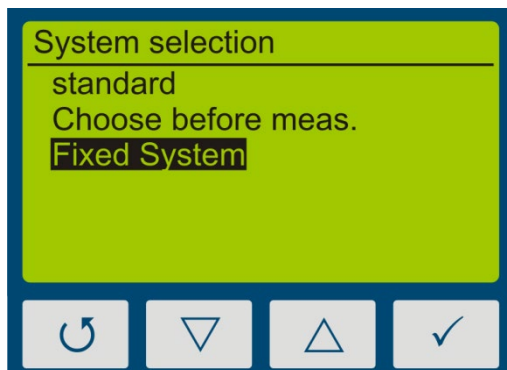 System selection
standard
Choose before meas.
Fixed System